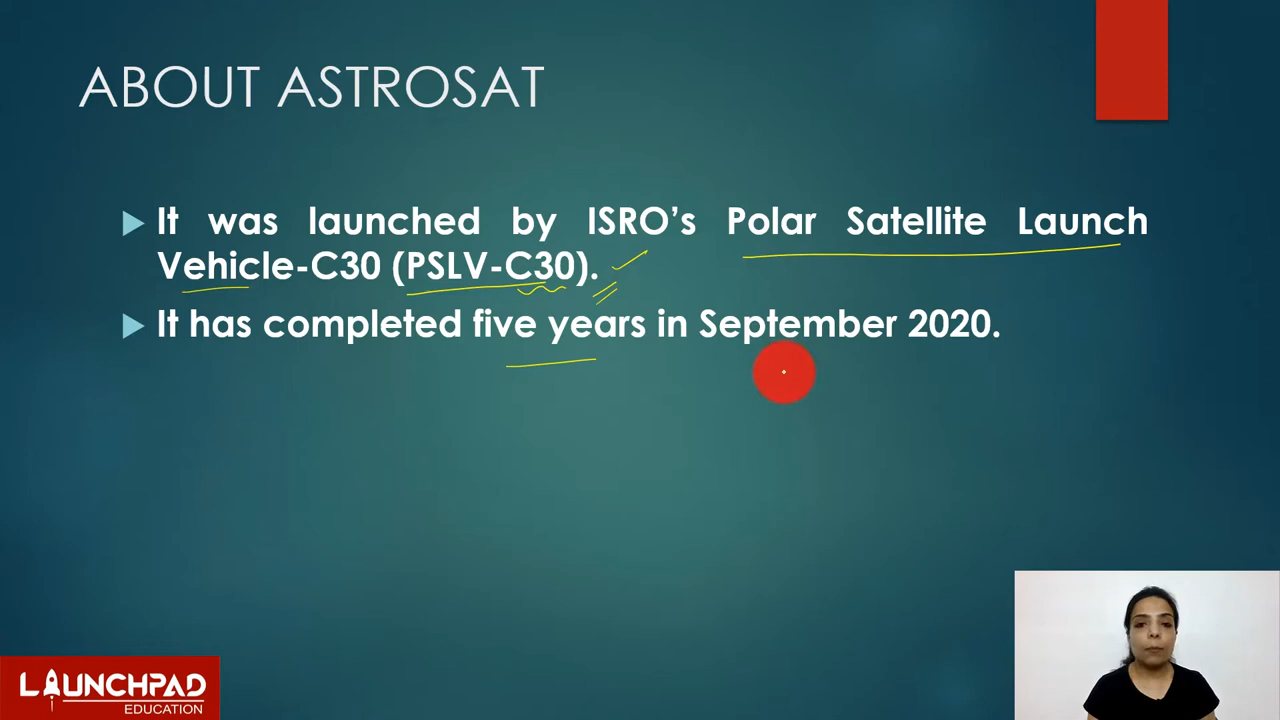 ABOUT ASTROSAT
It was launched by ISRO’s Polar Satellite Launch
Vehicle-C30 (PSLV-C30).
It has completed five years in September 2020.
LAUNCHPAD
EDUCATION